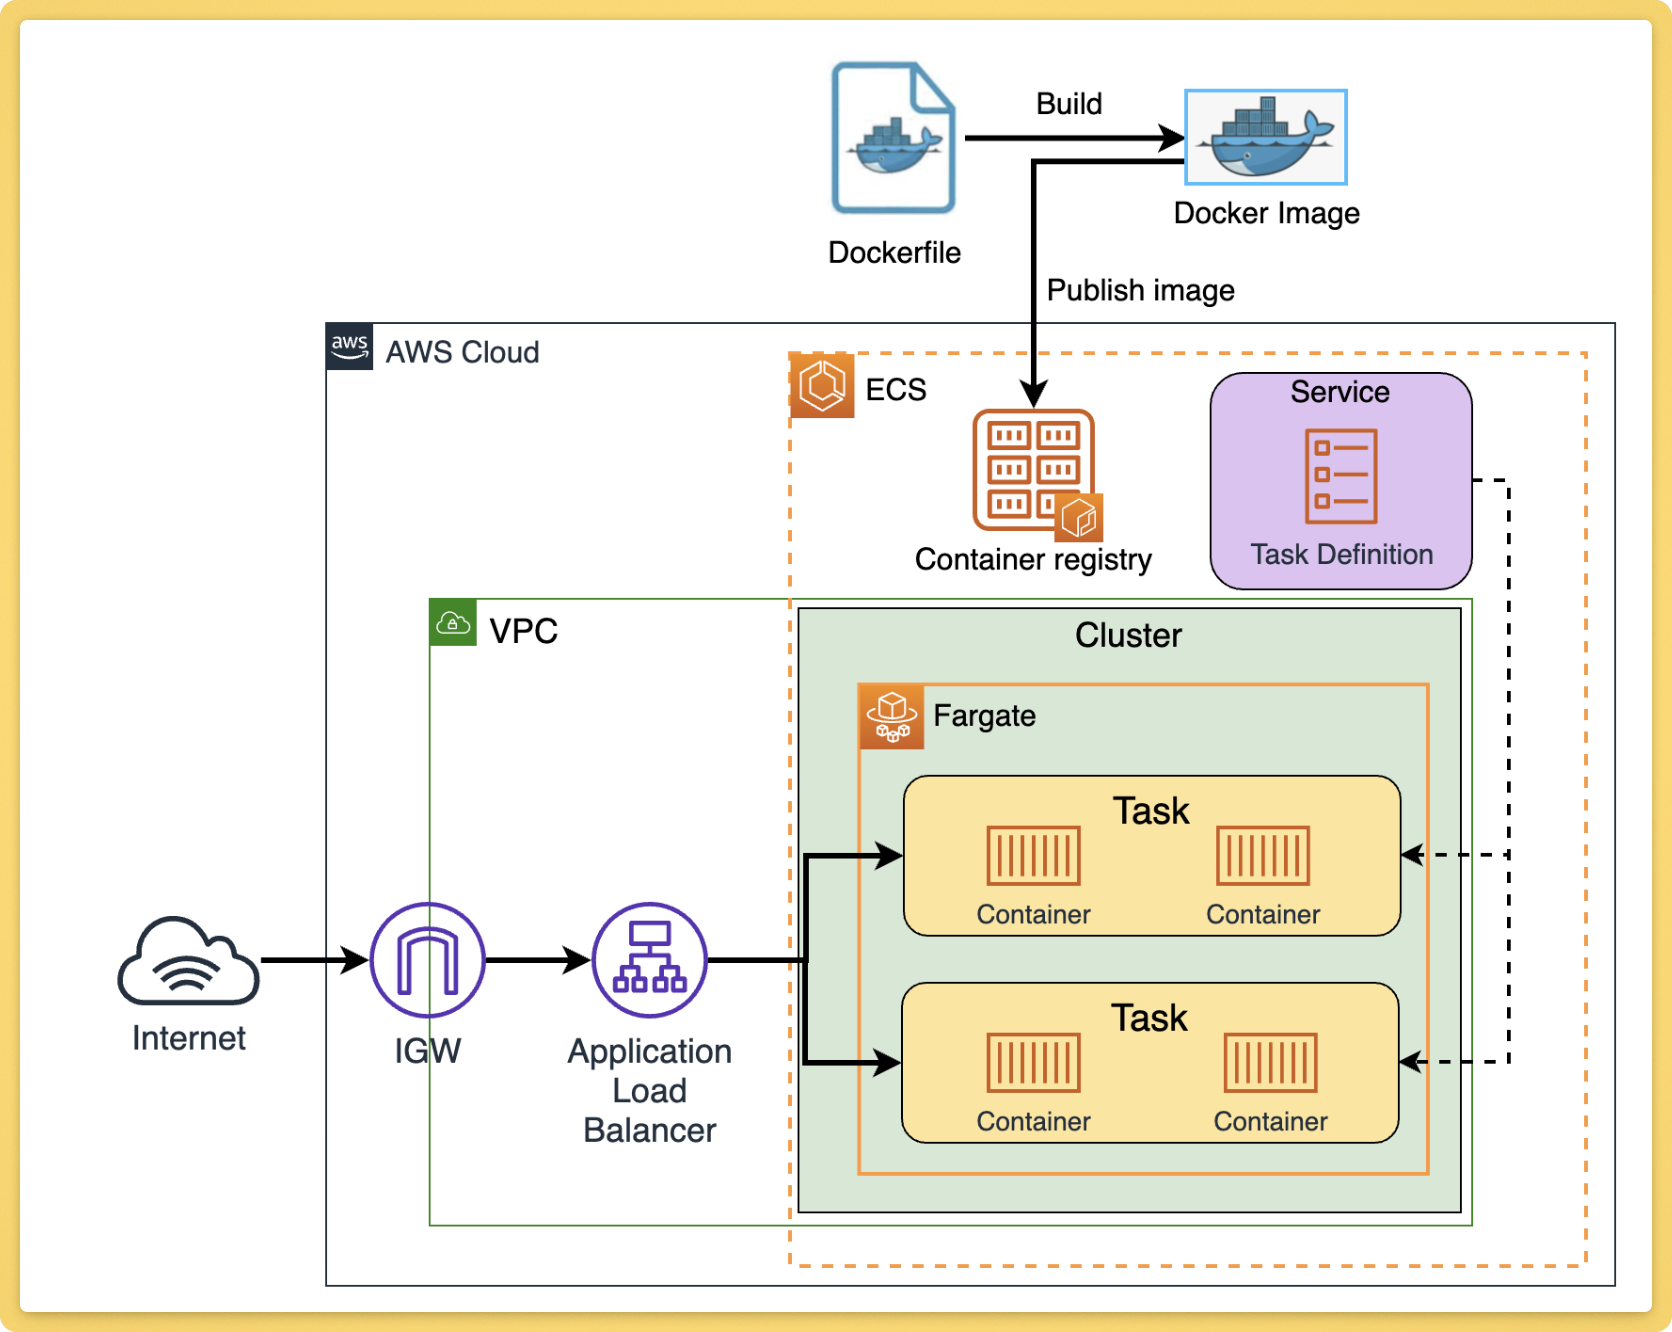 Build
Docker Image
Dockerfile
Publish image
aws
AWS Cloud
ECS
Service
Container registry
Task Definition
VPC
Cluster
Fargate
Task
Container
Container
Internet
IGW
Application
Load
Balancer
Task
Container
Container